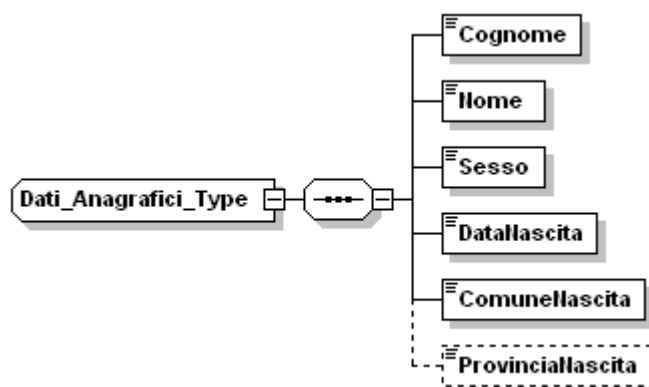 Cognome
Nome
Sesso
Dati_Anagrafici_Type
DataNascita
ComuneNascita
ProvinciaNascita